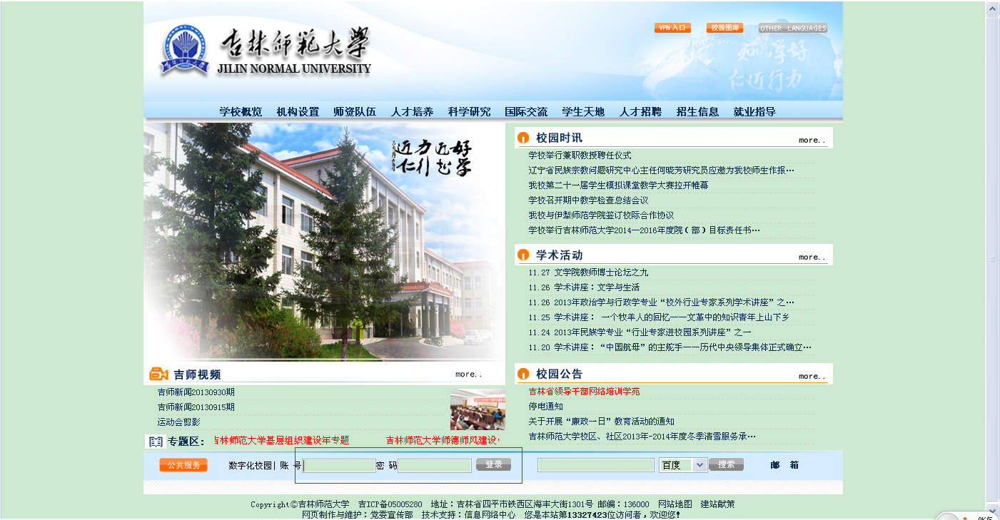 吉林师范大学
JILIN NORMAL UNIVERSITY
VPN 入口
校园图库
OTHER LANGUAGES
好学近知
力行近仁
学校概览 机构设置 师资队伍 人才培养 科学研究 国际交流 学生天地 人才招聘 招生信息 就业指导
好学近知
力行近仁
校园时讯
more..
学校举行兼职教授聘任仪式
辽宁省民族宗教问题研究中心主任何晓芳研究员应邀为我校师生作报…
我校第二十一届学生模拟课堂教学大赛拉开帷幕
学校召开期中教学检查总结会议
我校与伊犁师范学院签订校际合作协议
学校举行吉林师范大学2014—2016年度院（部）目标责任书…
学术活动
more..
11.27 文学院教师博士论坛之九
11.26 学术讲座：文学与生活
11.26 2013年政治学与行政学专业“校外行业专家系列学术讲座”之…
11.25 学术讲座： 一个牧羊人的回忆——文革中的知识青年上山下乡
11.24 2013年民族学专业“行业专家进校园系列讲座”之一
11.20 学术讲座：“中国航母”的主舵手——历代中央领导集体正式确立…
吉师视频
more..
吉师新闻20130930期
吉师新闻20130915期
运动会剪影
校园公告
more..
吉林省领导干部网络培训学苑
停电通知
关于开展“廉政一日”教育活动的通知
吉林师范大学校区、社区2013年-2014年度冬季清雪服务承…
专题区：
吉林师范大学基层组织建设年专题 吉林师范大学师德师风建设
公共服务
数字化校园| 账 号 密 码 登录
百度 搜索
邮 箱
Copyright©吉林师范大学 吉ICP备05005280 地址：吉林省四平市铁西区海丰大街1301号 邮编：136000 网站地图 建站献策
网页制作与维护：党委宣传部 技术支持：信息网络中心 您是本站第13327423位访问者，欢迎您!